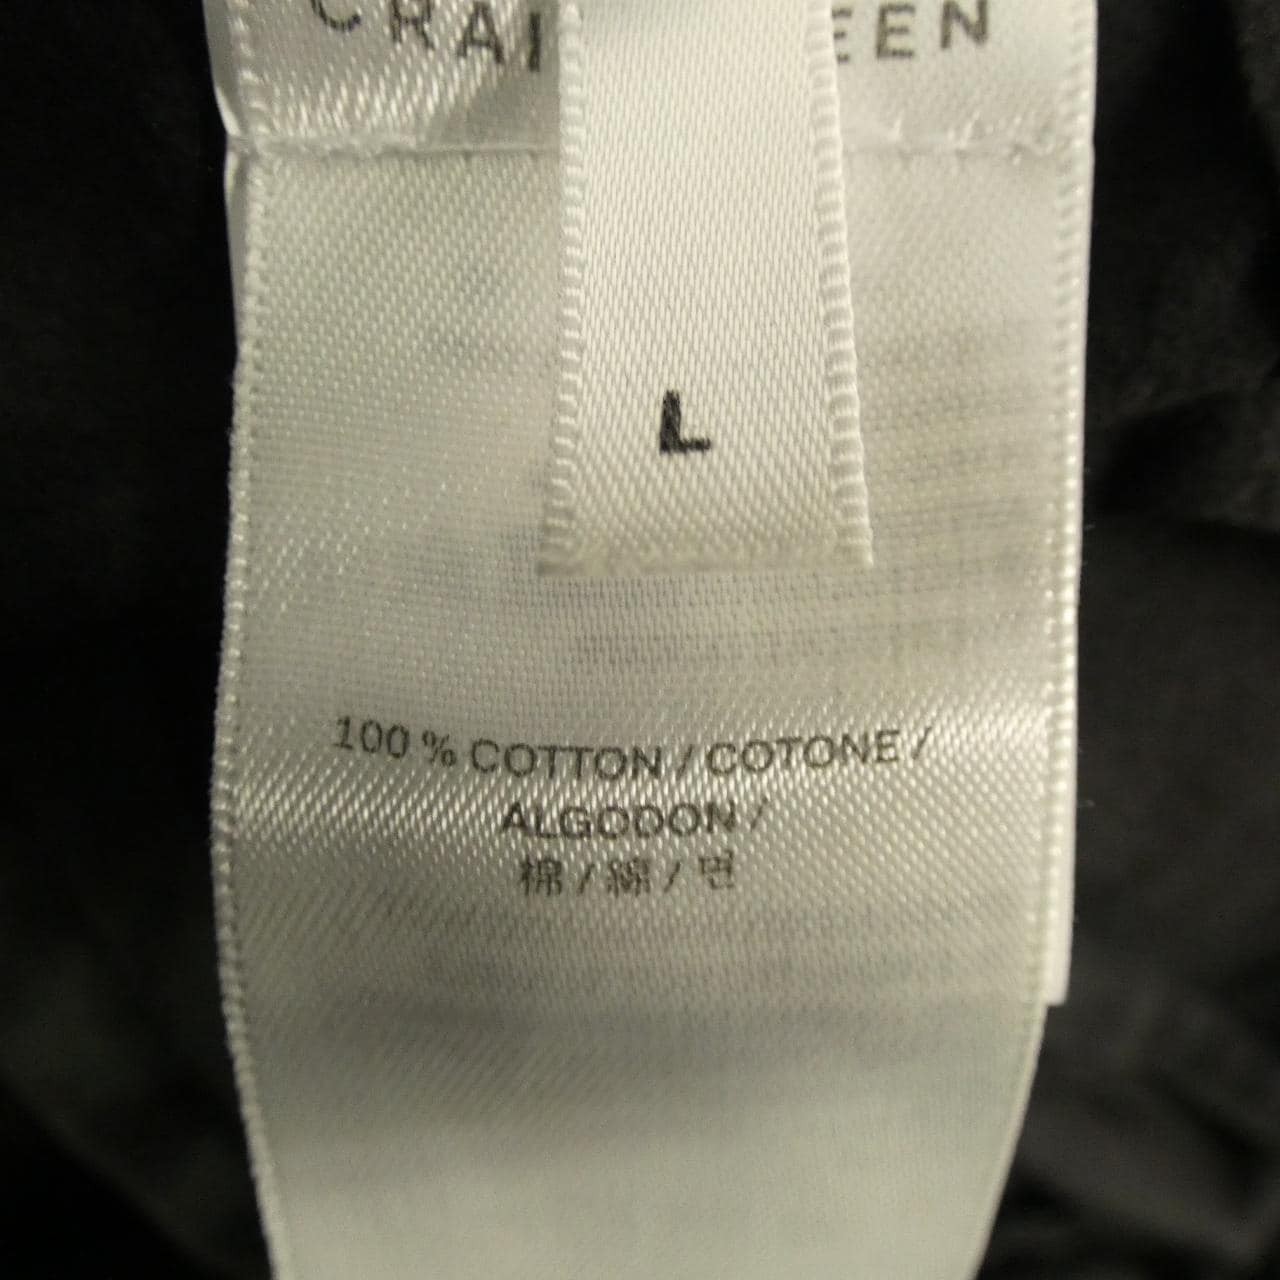 CRAI EEN
L
100 % COTTON / COTONE /
ALGODON /
棉 / 綿 / 면